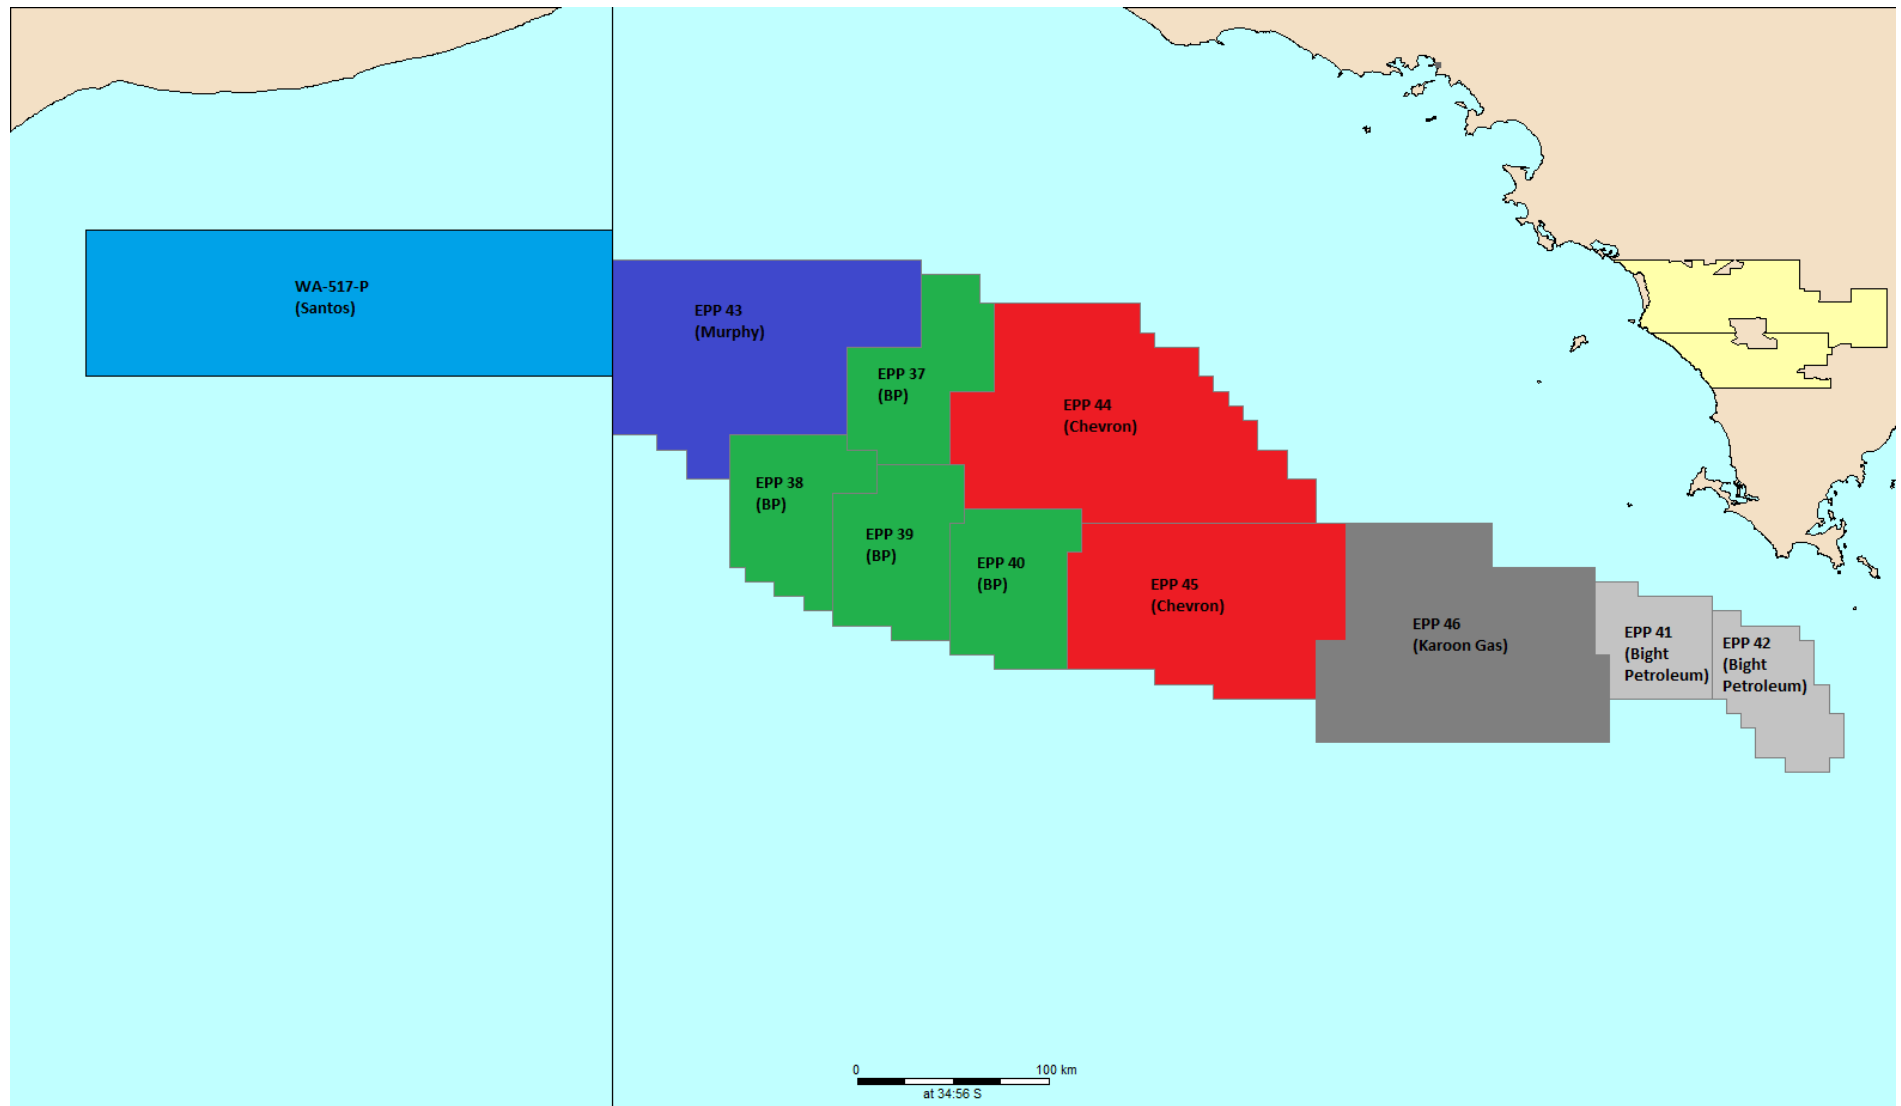 WA-517-P
(Santos)
EPP 43
(Murphy)
EPP 37
(BP)
EPP 44
(Chevron)
EPP 38
(BP)
EPP 39
(BP)
EPP 40
(BP)
EPP 45
(Chevron)
EPP 46
(Karoon Gas)
EPP 41
(Bight
Petroleum)
EPP 42
(Bight
Petroleum)
0 100 km
at 34:56 S